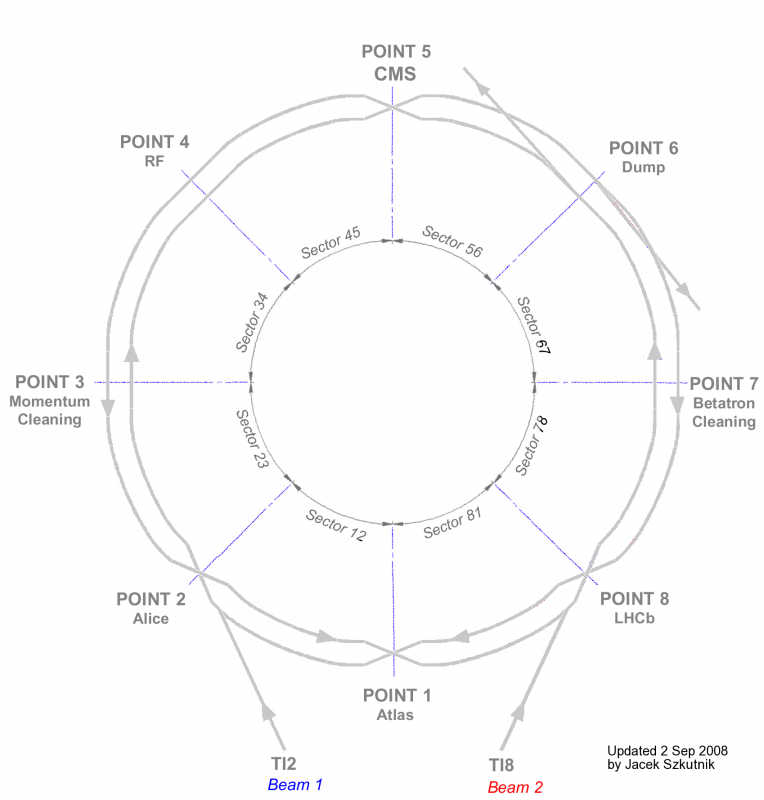 POINT 5
CMS
POINT 4
RF
POINT 6
Dump
Sector 45
Sector 56
Sector 34
Sector 67
POINT 3
Momentum
Cleaning
POINT 7
Betatron
Cleaning
Sector 23
Sector 78
Sector 12
Sector 81
POINT 2
Alice
POINT 8
LHCb
POINT 1
Atlas
TI2
Beam 1
TI8
Beam 2
Updated 2 Sep 2008
by Jacek Szkutnik